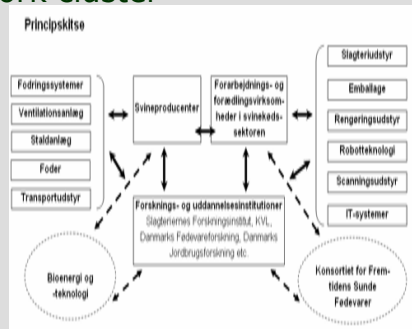 ork cluster
Principskitse
Fodringssystemer
Ventilationsanlæg
Staldanlæg
Foder
Transportudstyr
Svineproducenter
Forarbejdnings- og
forædlingsvirksom-
heder i svinekøds-
sektoren
Slagteriudstyr
Emballage
Rengøringsudstyr
Robotteknologi
Scanningsudstyr
IT-systemer
Forsknings- og uddannelsesinstitutioner
Slagteriernes Forskningsinstitut, KVL,
Danmarks Fødevareforskning, Danmarks
Jordbrugsforskning etc.
Bioenergi og
-teknologi
Konsortiet for Frem-
tidens Sunde
Fødevarer